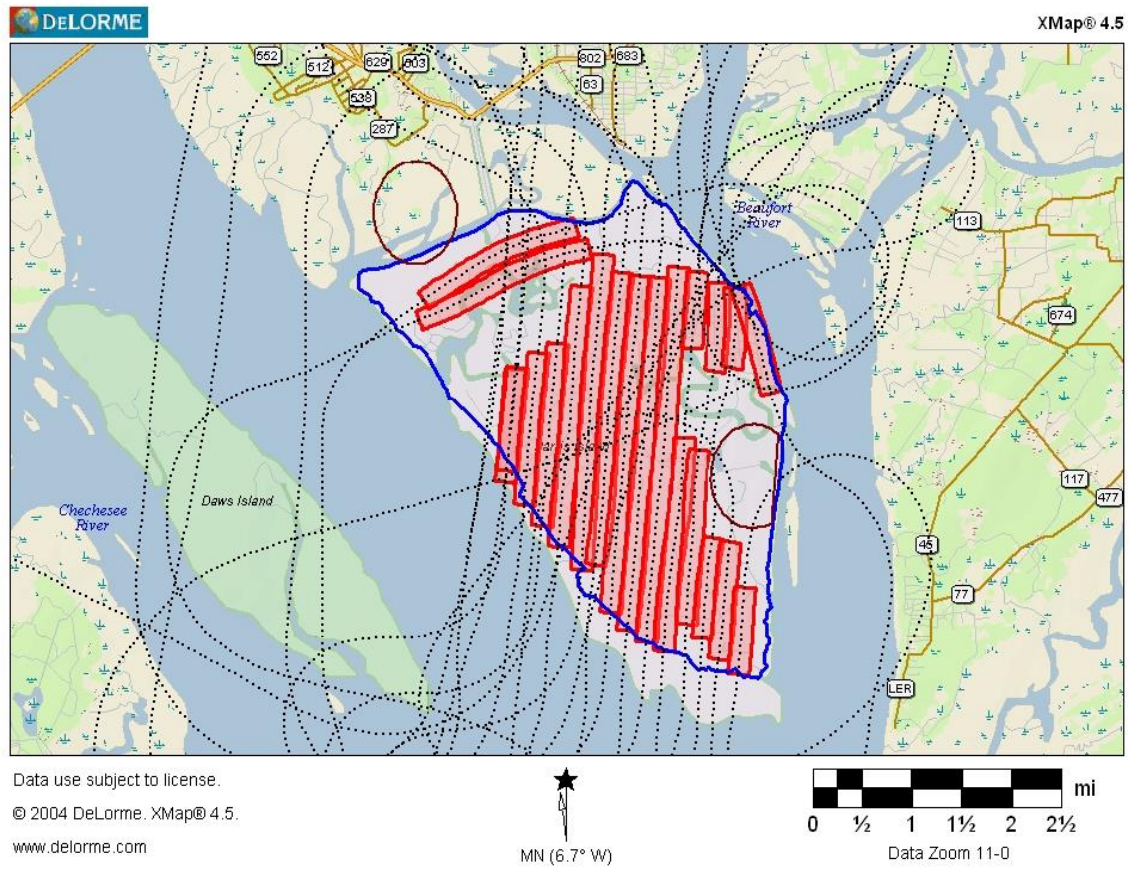 DELORME
XMap® 4.5
552
512
629
503
802
683
63
538
287
Beaufort
River
113
674
Daws Island
Chechesee
River
117
477
45
77
LER
Data use subject to license.
© 2004 DeLorme. XMap® 4.5.
www.delorme.com
MN (6.7° W)
mi
0 ½ 1 1½ 2 2½
Data Zoom 11-0